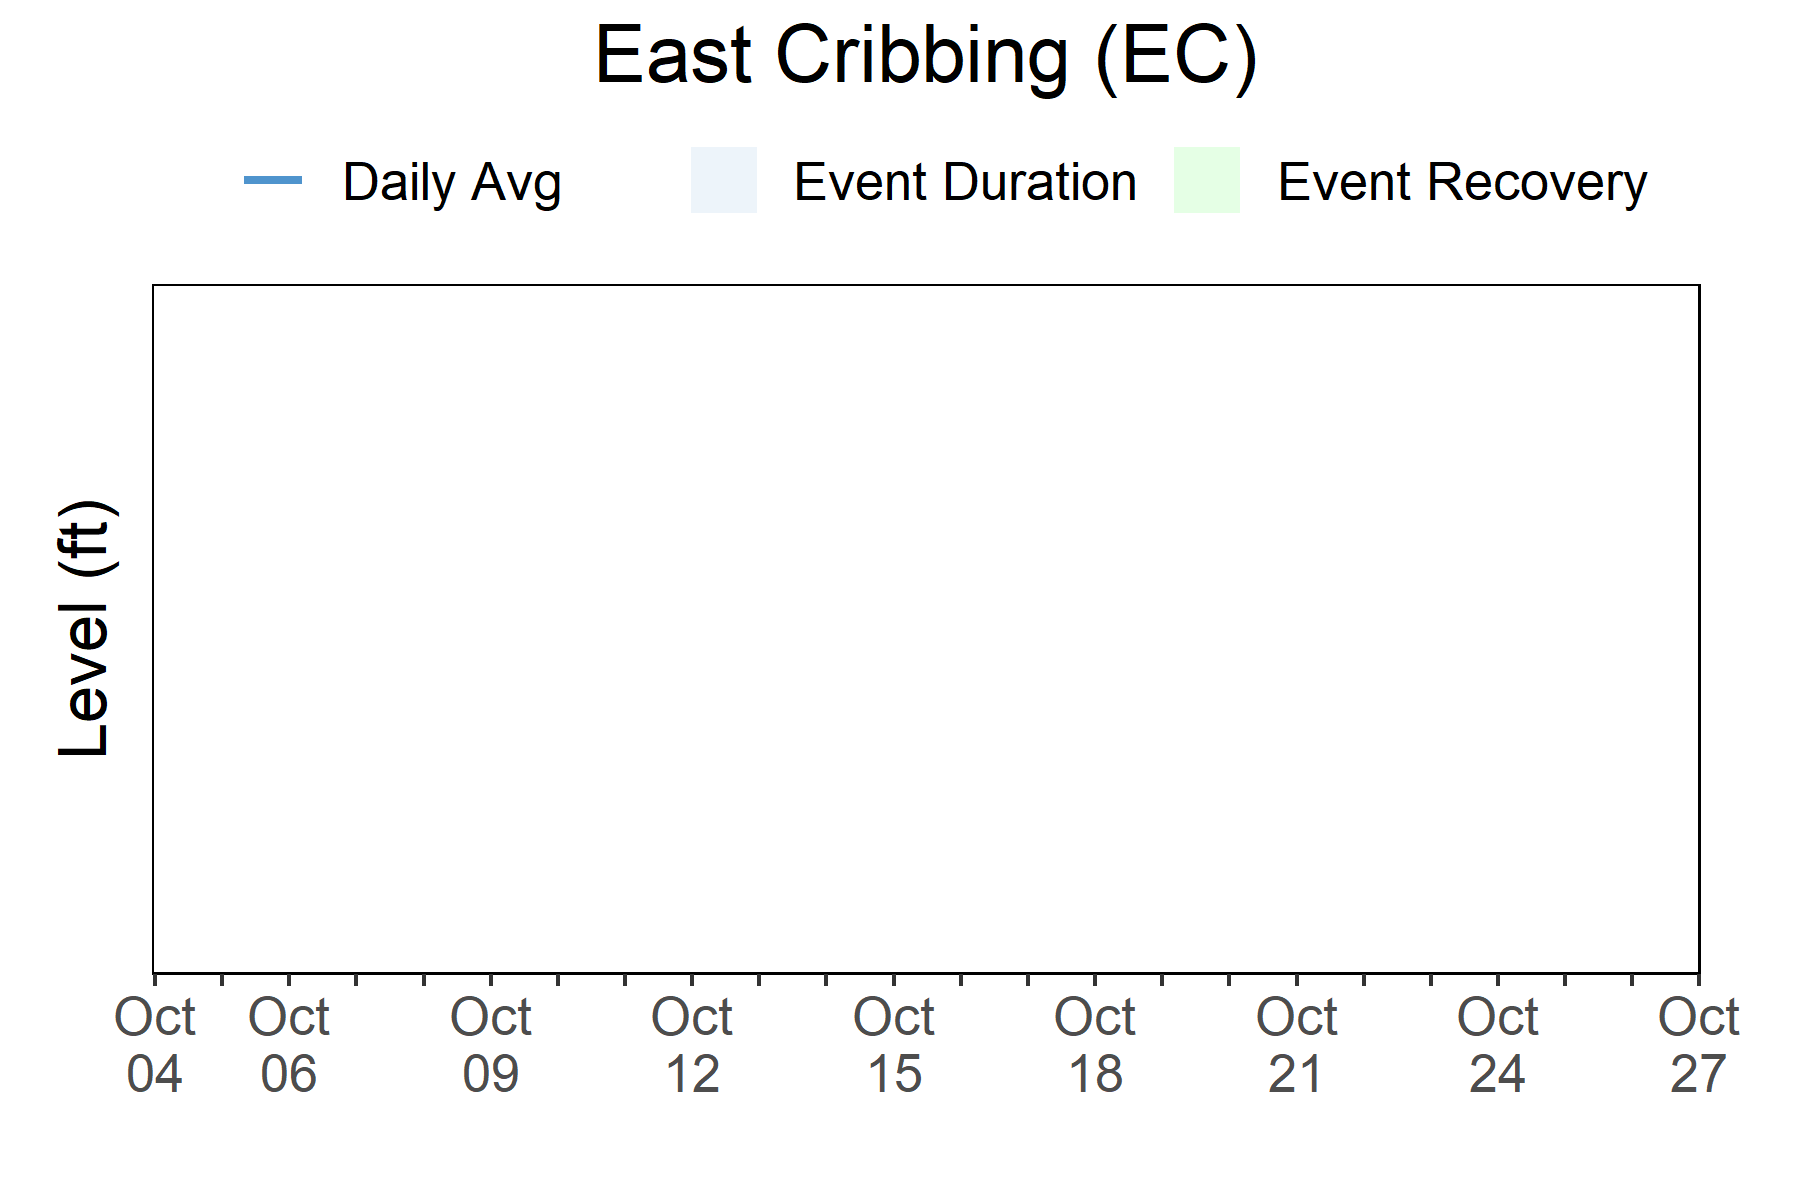 East Cribbing (EC)
Daily Avg Event Duration Event Recovery
Level (ft)
Oct Oct Oct Oct Oct Oct Oct Oct Oct
04 06 09 12 15 18 21 24 27